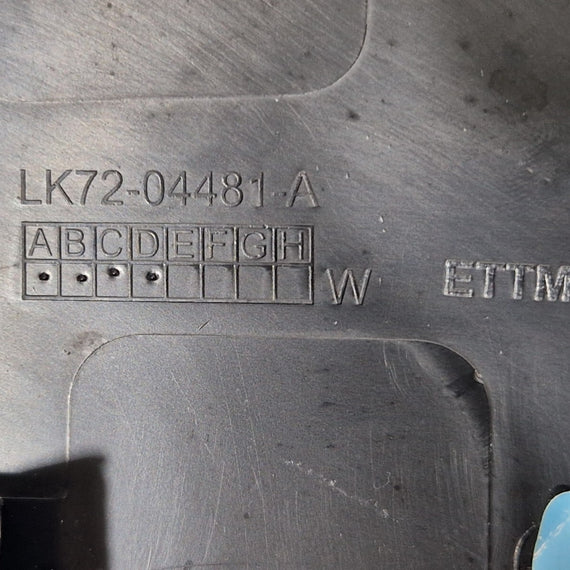 LK72-04481-A
ABCDEFGH
W
ETTM